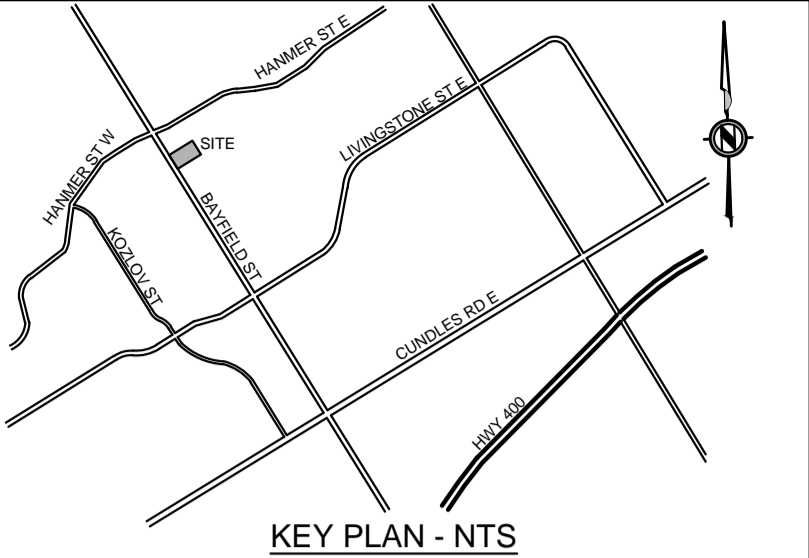 HANMER ST E
LIVINGSTONE ST E
SITE
HANMER ST W
BAYFIELD ST
KOZLOV ST
CUNDLES RD E
HWY 400
N
KEY PLAN - NTS